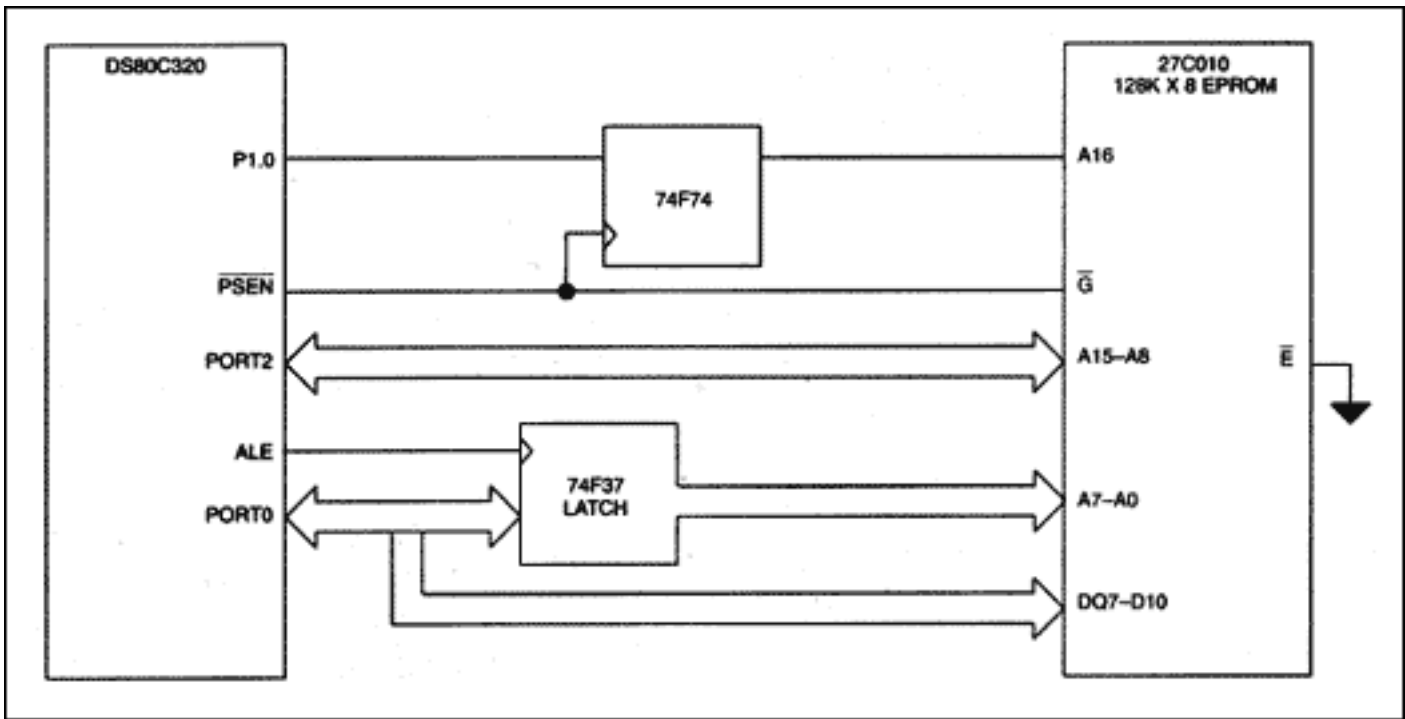 DS80C320
27C010
128K X 8 EPROM
P1.0
74F74
A16
PSEN
G
PORT2
A15–A8
E
ALE
74F37
LATCH
PORT0
A7–A0
DQ7–D10